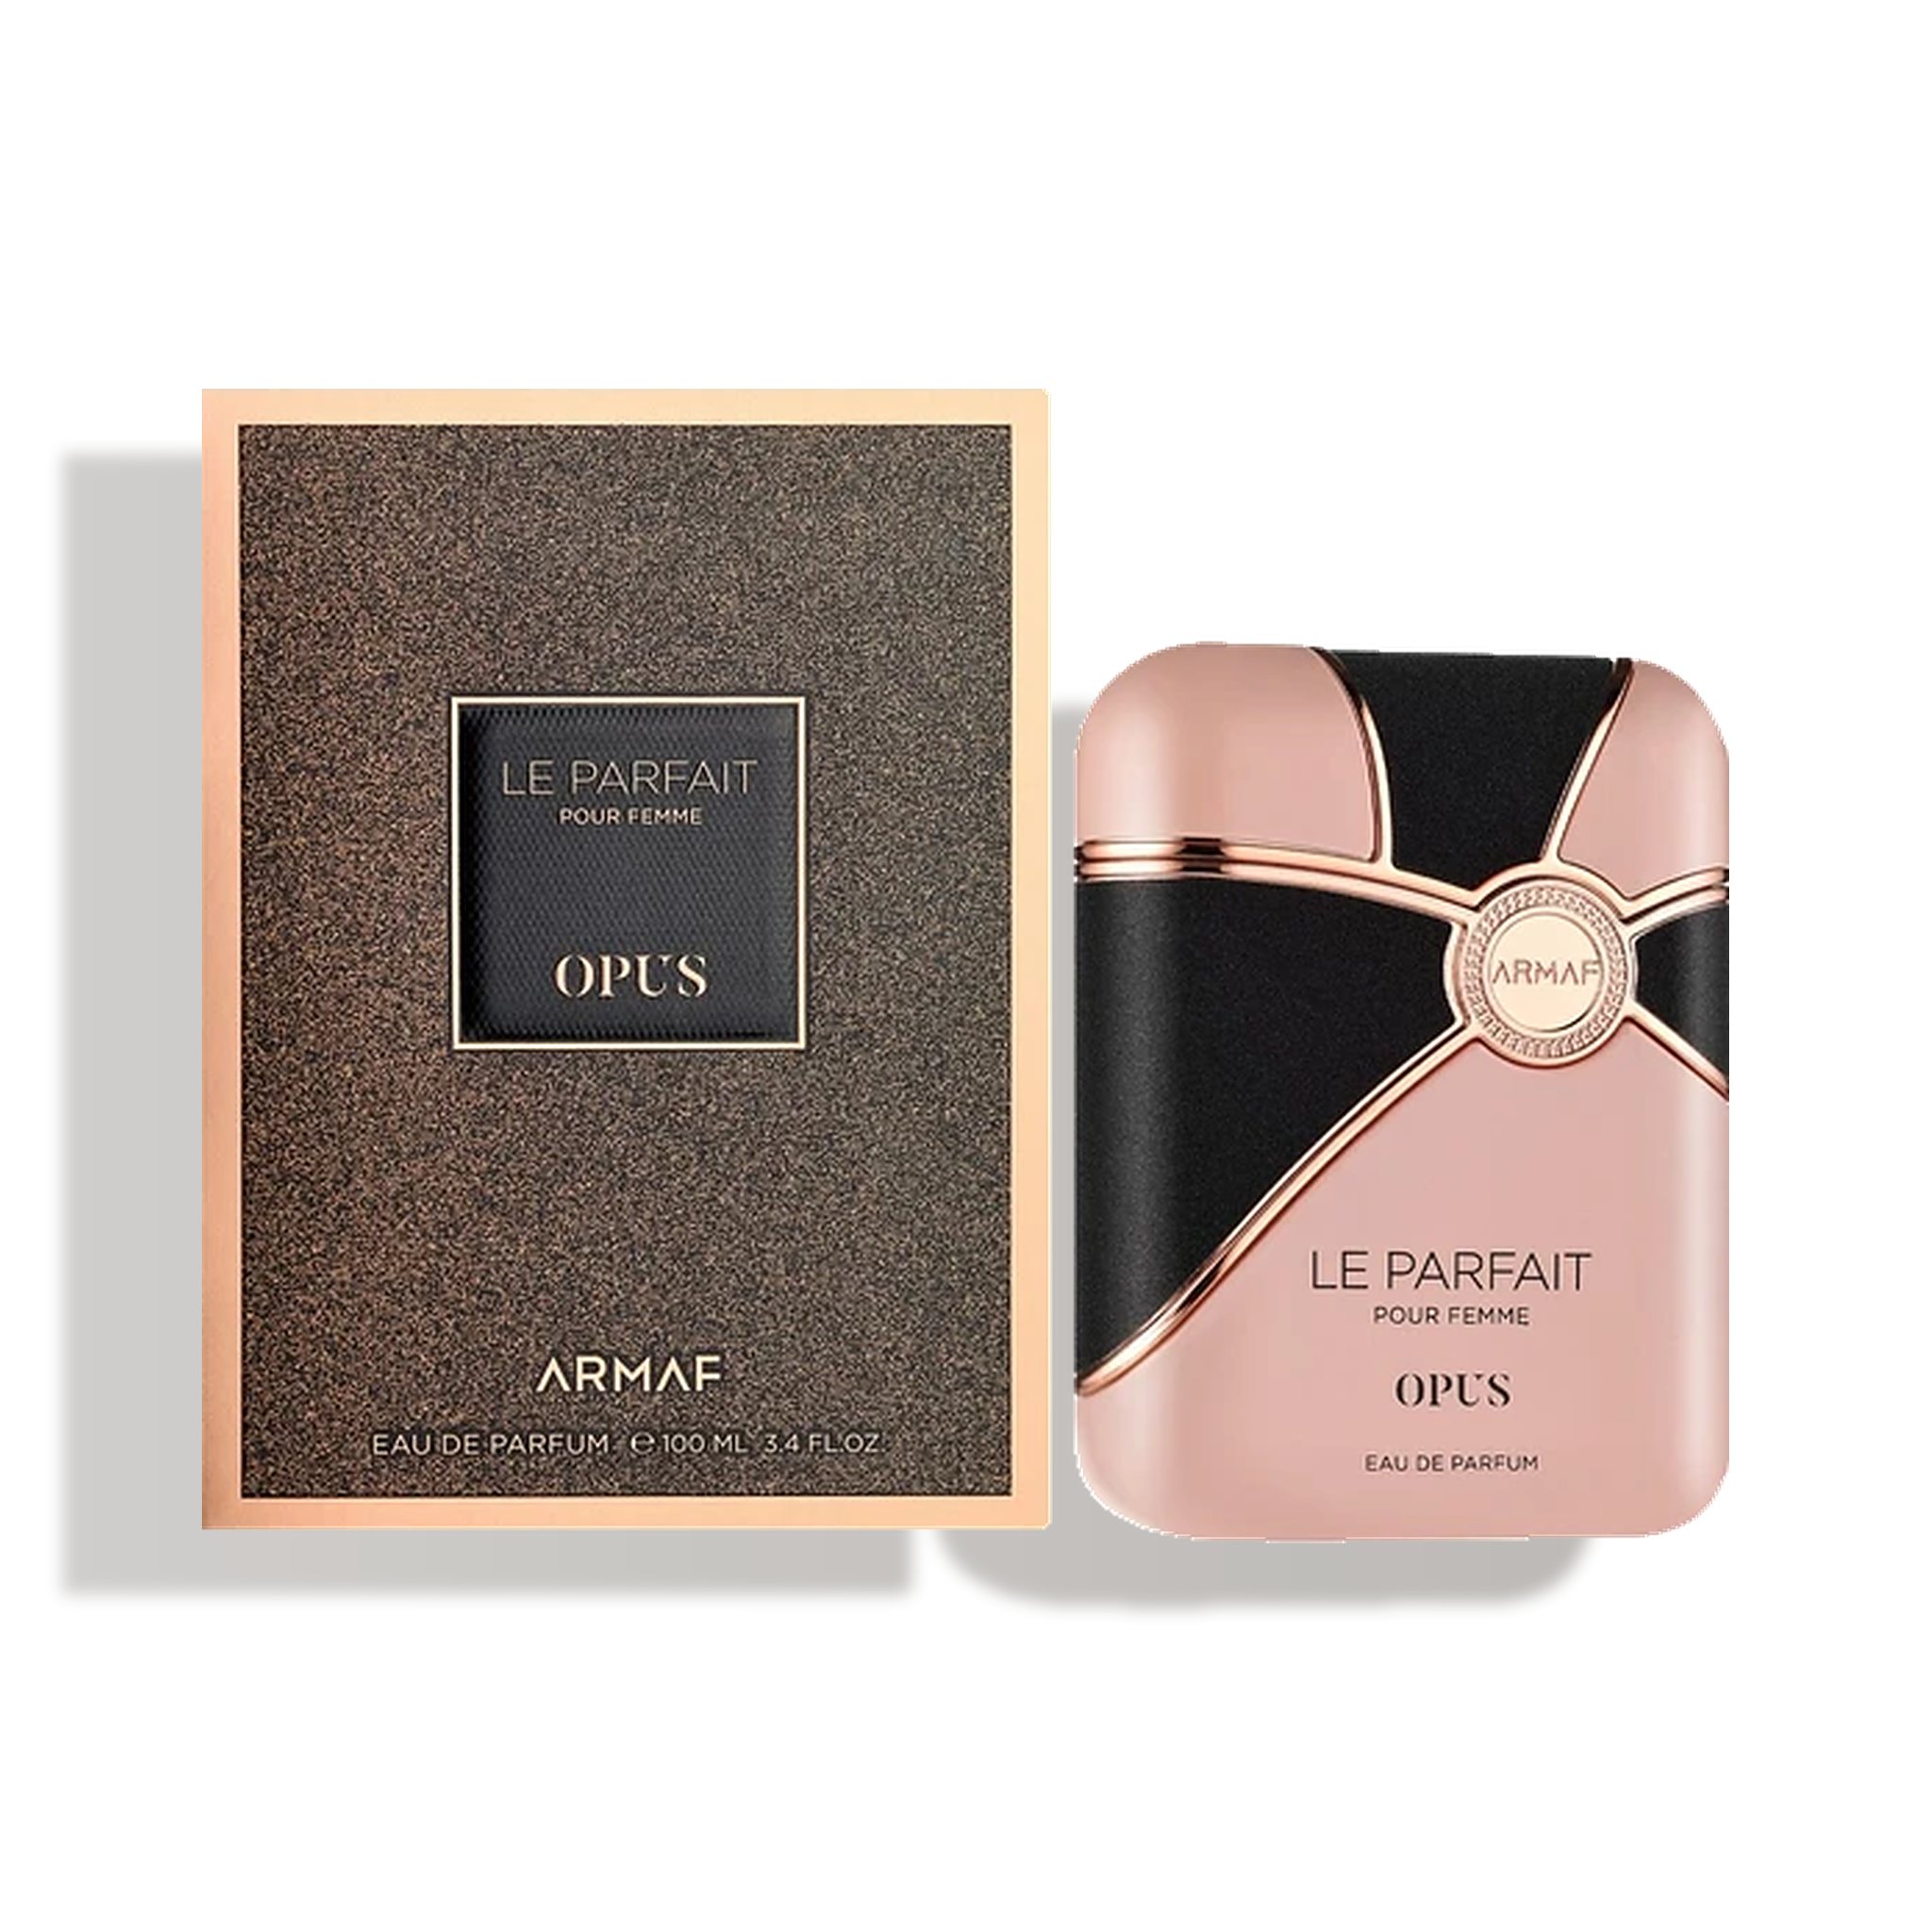 LE PARFAIT
POUR FEMME
OPUS
ARMAF
EAU DE PARFUM ℮ 100 ML 3.4 FL.OZ.
ARMAF
LE PARFAIT
POUR FEMME
OPUS
EAU DE PARFUM